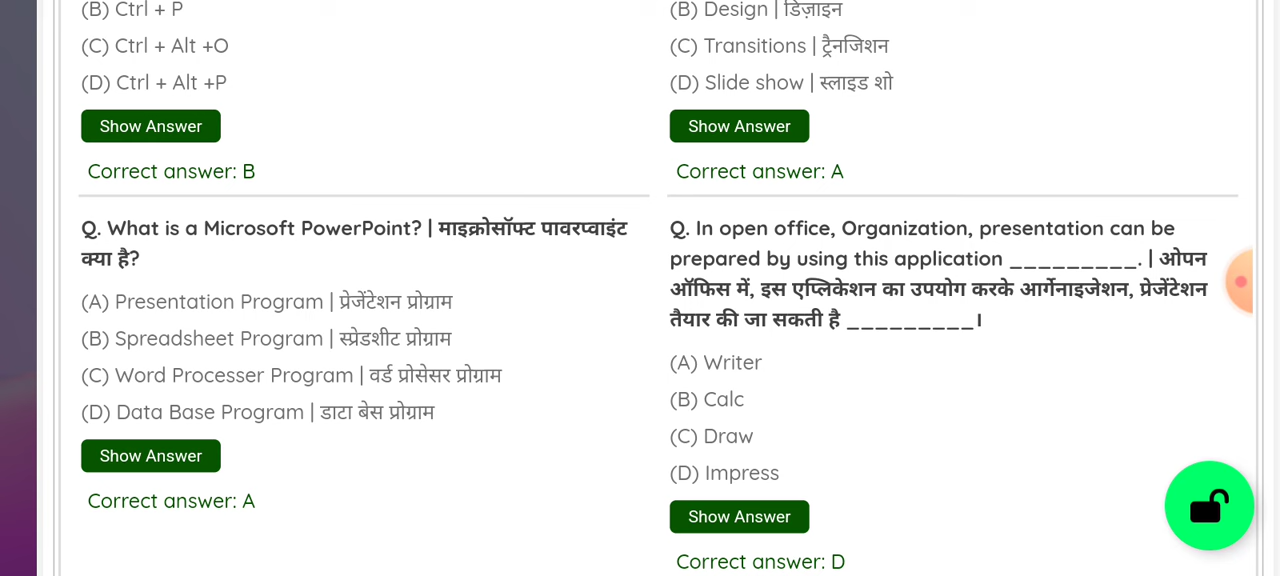 (B) Ctrl + P
(C) Ctrl + Alt +O
(D) Ctrl + Alt +P
Show Answer
Correct answer: B
Q. What is a Microsoft PowerPoint? | माइक्रोसॉफ्ट पावरप्वाइंट
क्या है?
(A) Presentation Program | प्रेजेंटेशन प्रोग्राम
(B) Spreadsheet Program | स्प्रेडशीट प्रोग्राम
(C) Word Processer Program | वर्ड प्रोसेसर प्रोग्राम
(D) Data Base Program | डाटा बेस प्रोग्राम
Show Answer
Correct answer: A
(B) Design | डिज़ाइन
(C) Transitions | ट्रैनजिशन
(D) Slide show | स्लाइड शो
Show Answer
Correct answer: A
Q. In open office, Organization, presentation can be
prepared by using this application _________. | ओपन
ऑफिस में, इस एप्लिकेशन का उपयोग करके आर्गेनाइजेशन, प्रेजेंटेशन
तैयार की जा सकती है _________।
(A) Writer
(B) Calc
(C) Draw
(D) Impress
Show Answer
Correct answer: D